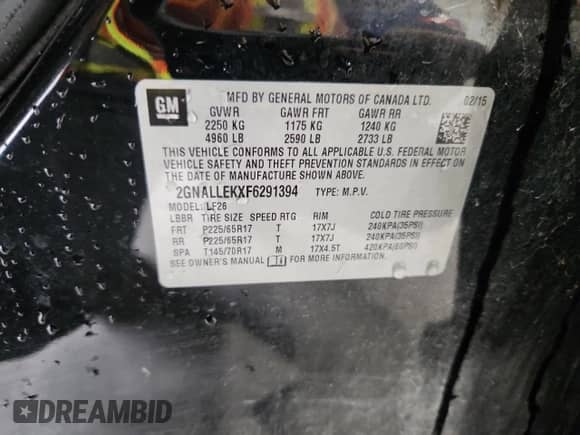 GM
MFD BY GENERAL MOTORS OF CANADA LTD. 02/15
GVWR GAWR FRT GAWR RR
2250 KG 1175 KG 1240 KG
4960 LB 2590 LB 2733 LB
THIS VEHICLE CONFORMS TO ALL APPLICABLE U.S. FEDERAL MOTOR
VEHICLE SAFETY AND THEFT PREVENTION STANDARDS IN EFFECT ON
THE DATE OF MANUFACTURE SHOWN ABOVE.
2GNALLEKXF6291394 TYPE: M.P.V.
MODEL: LF26
LBBR TIRE SIZE SPEED RTG RIM COLD TIRE PRESSURE
FRT P225/65R17 T 17X7J 240KPA(35PSI)
RR P225/65R17 T 17X7J 240KPA(35PSI)
SPA T145/70R17 M 17X4.5T 420KPA(60PSI)
SEE OWNER'S MANUAL FOR MORE INFORMATION.
DREAMBID